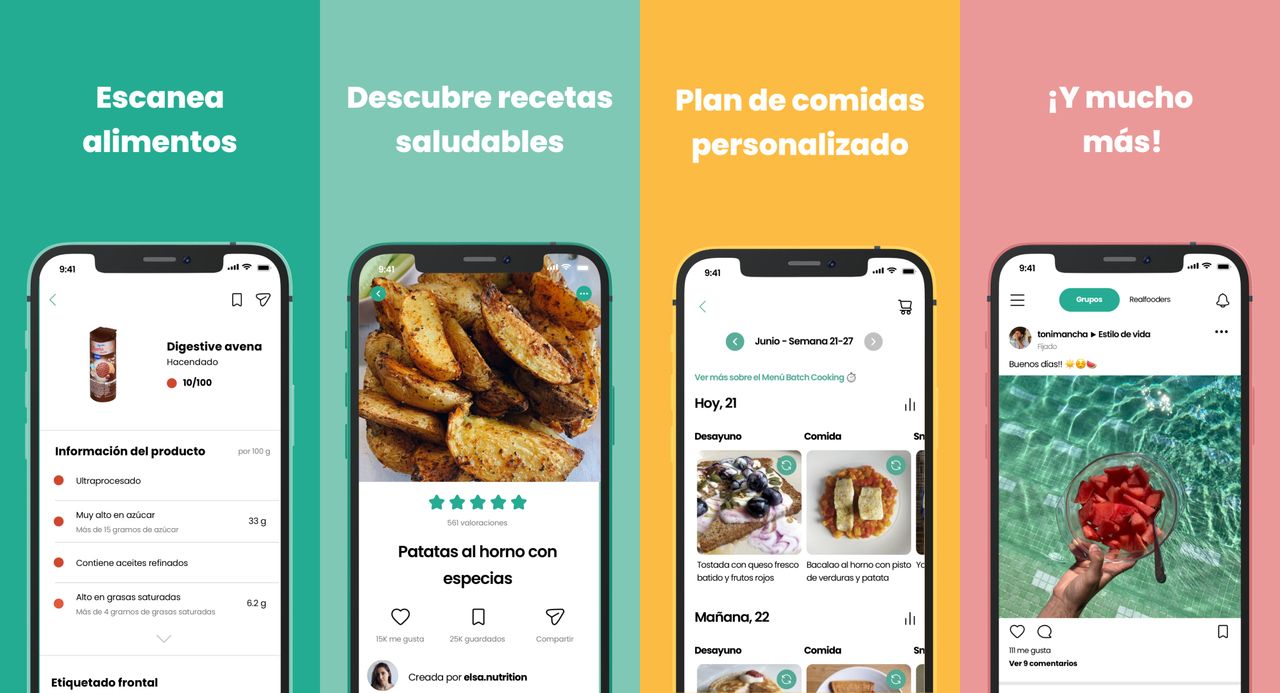 Escanea
alimentos
9:41
Digestive avena
Hacendado
10/100
Información del producto
por 100 g
Ultraprocesado
Muy alto en azúcar
Más de 15 gramos de azúcar
33 g
Contiene aceites refinados
Alto en grasas saturadas
Más de 4 gramos de grasas saturadas
6.2 g
Etiquetado frontal
Descubre recetas
saludables
9:41
561 valoraciones
Patatas al horno con
especias
15K me gusta
25K guardados
Compartir
Creada por elsa.nutrition
Plan de comidas
personalizado
9:41
Junio - Semana 21-27
Ver más sobre el Menú Batch Cooking
Hoy, 21
Desayuno
Comida
Sn
Tostada con queso fresco
batido y frutos rojos
Bacalao al horno con pisto
de verduras y patata
Mañana, 22
Desayuno
Comida
Sn
¡Y mucho
más!
9:41
Grupos
Realfooders
tonimancha ▶ Estilo de vida
Fijado
Buenos días!! ☀️😋🍉
111 me gusta
Ver 9 comentarios